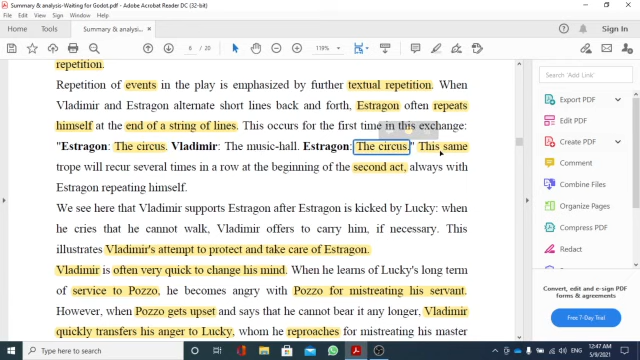 Summary & analysis-Waiting for Godot.pdf - Adobe Acrobat Reader DC (32-bit)
File Edit View Sign Window Help
Home Tools 6 / 20 119% Sign In
repetition.
Repetition of events in the play is emphasized by further textual repetition. When
Vladimir and Estragon alternate short lines back and forth, Estragon often repeats
himself at the end of a string of lines. This occurs for the first time in this exchange:
"Estragon: The circus. Vladimir: The music-hall. Estragon: The circus." This same
trope will recur several times in a row at the beginning of the second act, always with
Estragon repeating himself.
We see here that Vladimir supports Estragon after Estragon is kicked by Lucky: when
he cries that he cannot walk, Vladimir offers to carry him, if necessary. This
illustrates Vladimir's attempt to protect and take care of Estragon.
Vladimir is often very quick to change his mind. When he learns of Lucky's long term
of service to Pozzo, he becomes angry with Pozzo for mistreating his servant.
However, when Pozzo gets upset and says that he cannot bear it any longer, Vladimir
quickly transfers his anger to Lucky, whom he reproaches for mistreating his master
Export PDF
Edit PDF
Create PDF
Comment
Combine Files
Organize Pages
Compress PDF
Redact
Convert, edit and e-sign PDF
forms & agreements
Free 7-Day Trial
Type here to search
12:47 AM
5/9/2021